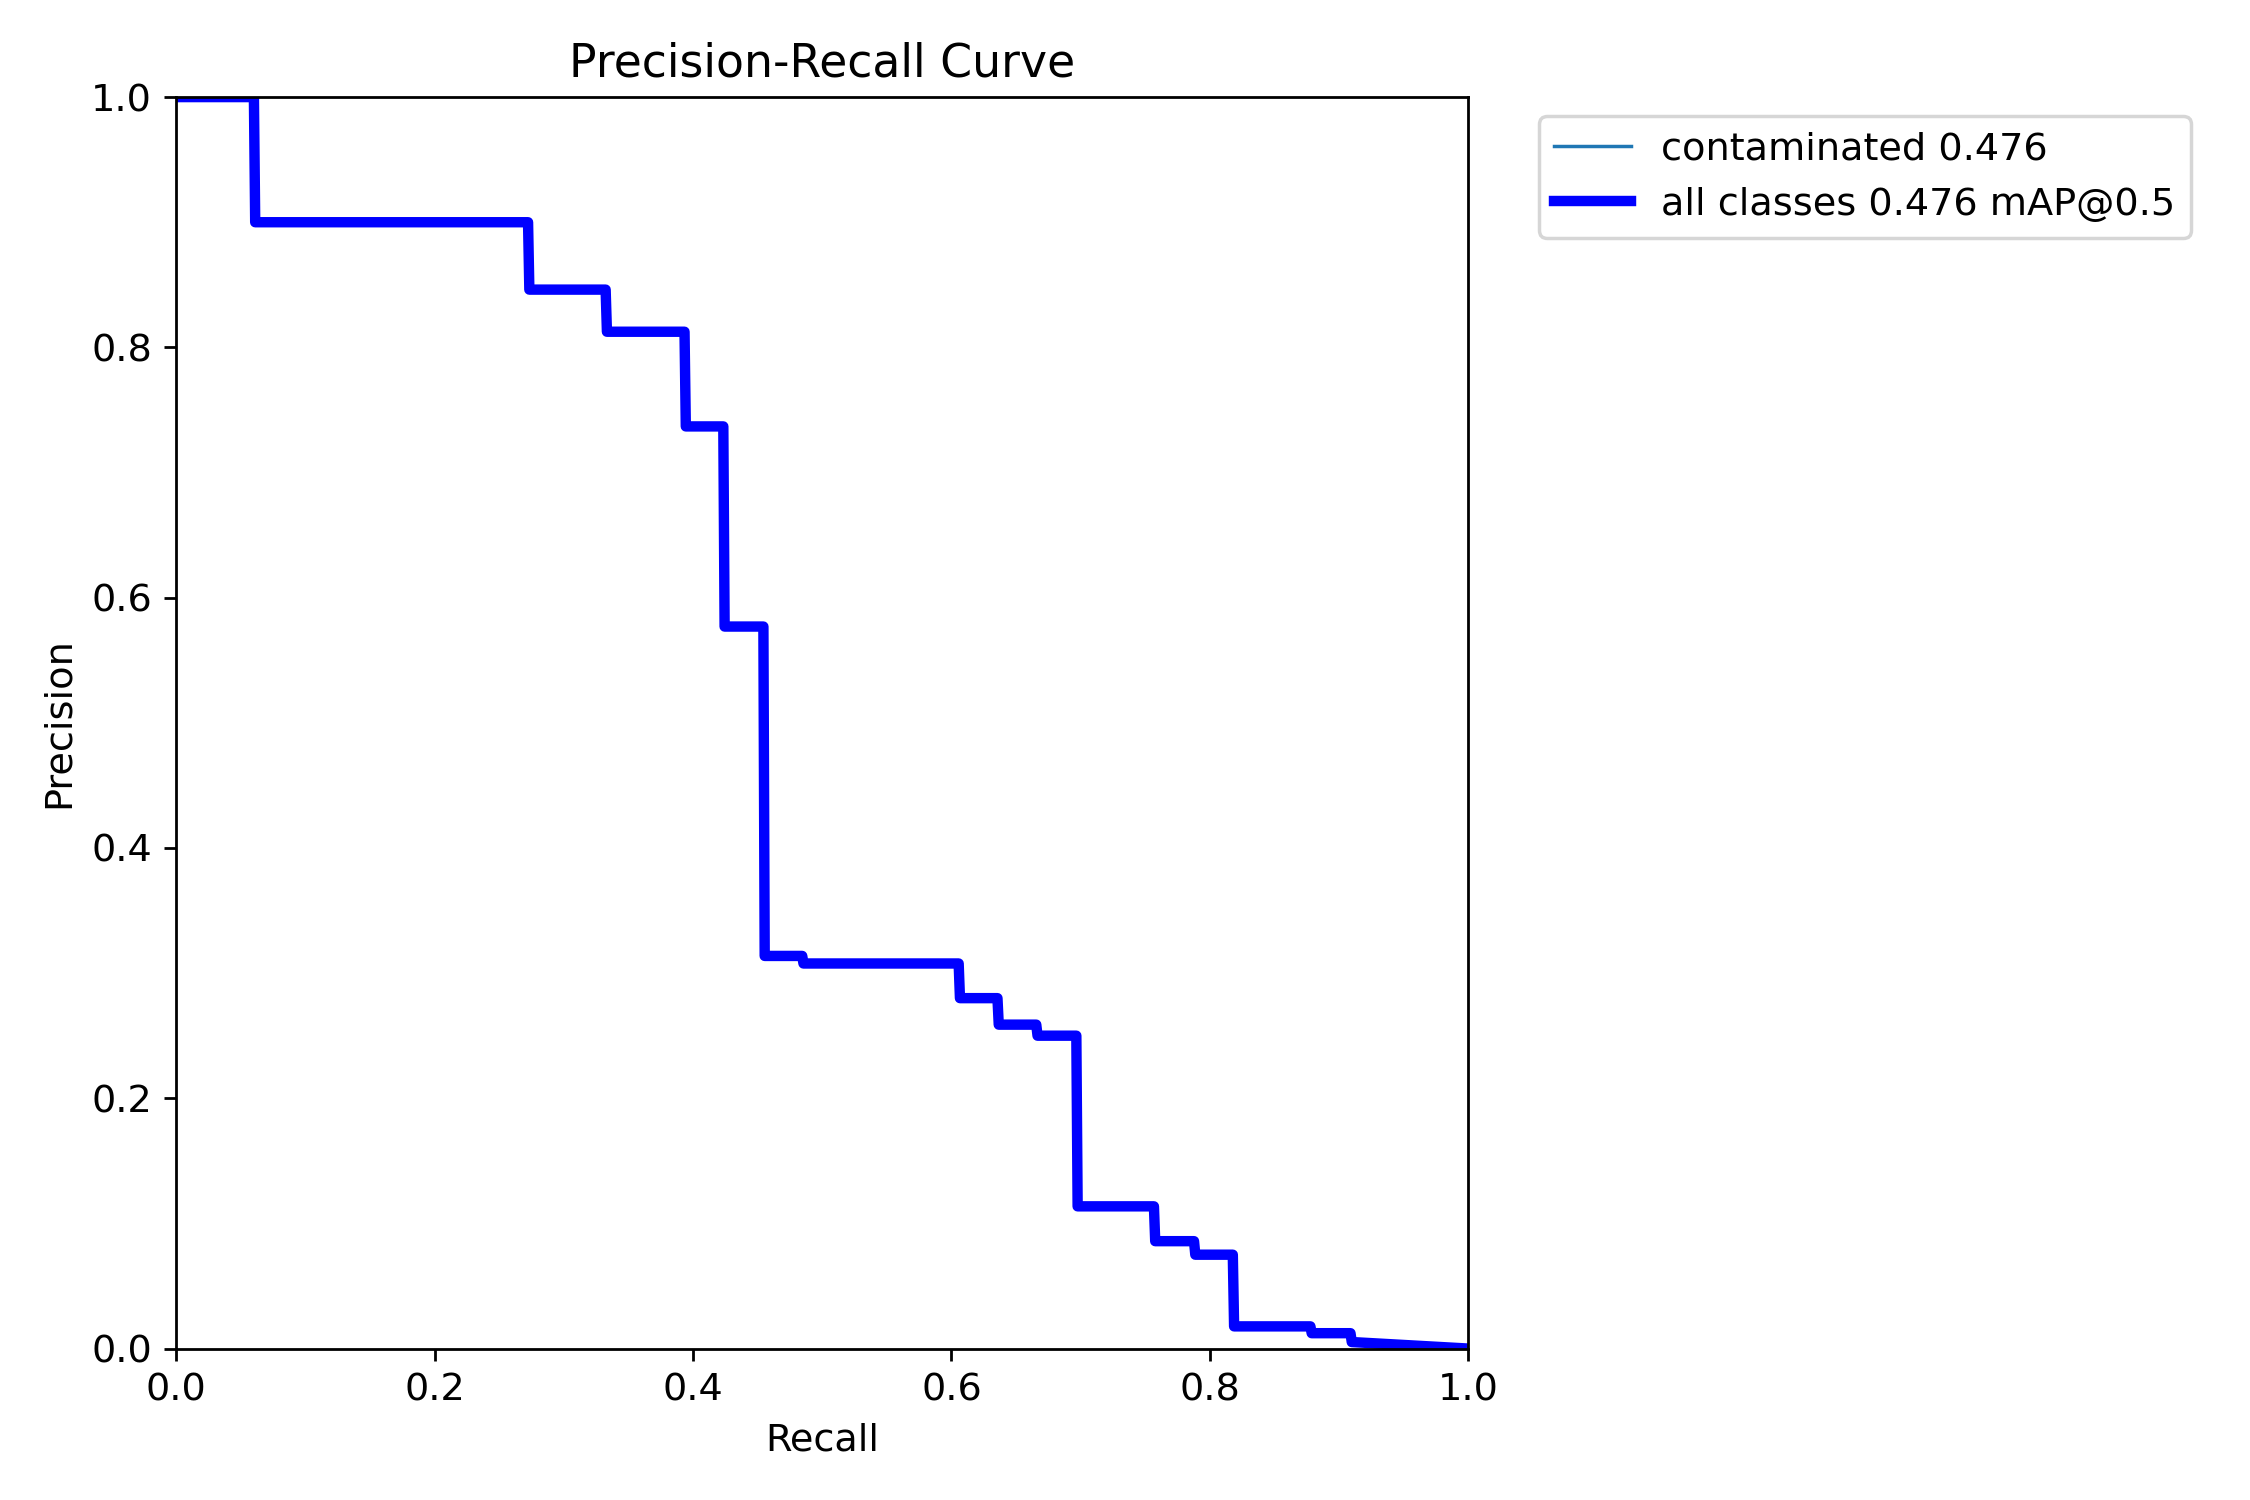 Precision-Recall Curve
contaminated 0.476
all classes 0.476 mAP@0.5
Precision
1.0
0.8
0.6
0.4
0.2
0.0
0.0 0.2 0.4 0.6 0.8 1.0
Recall